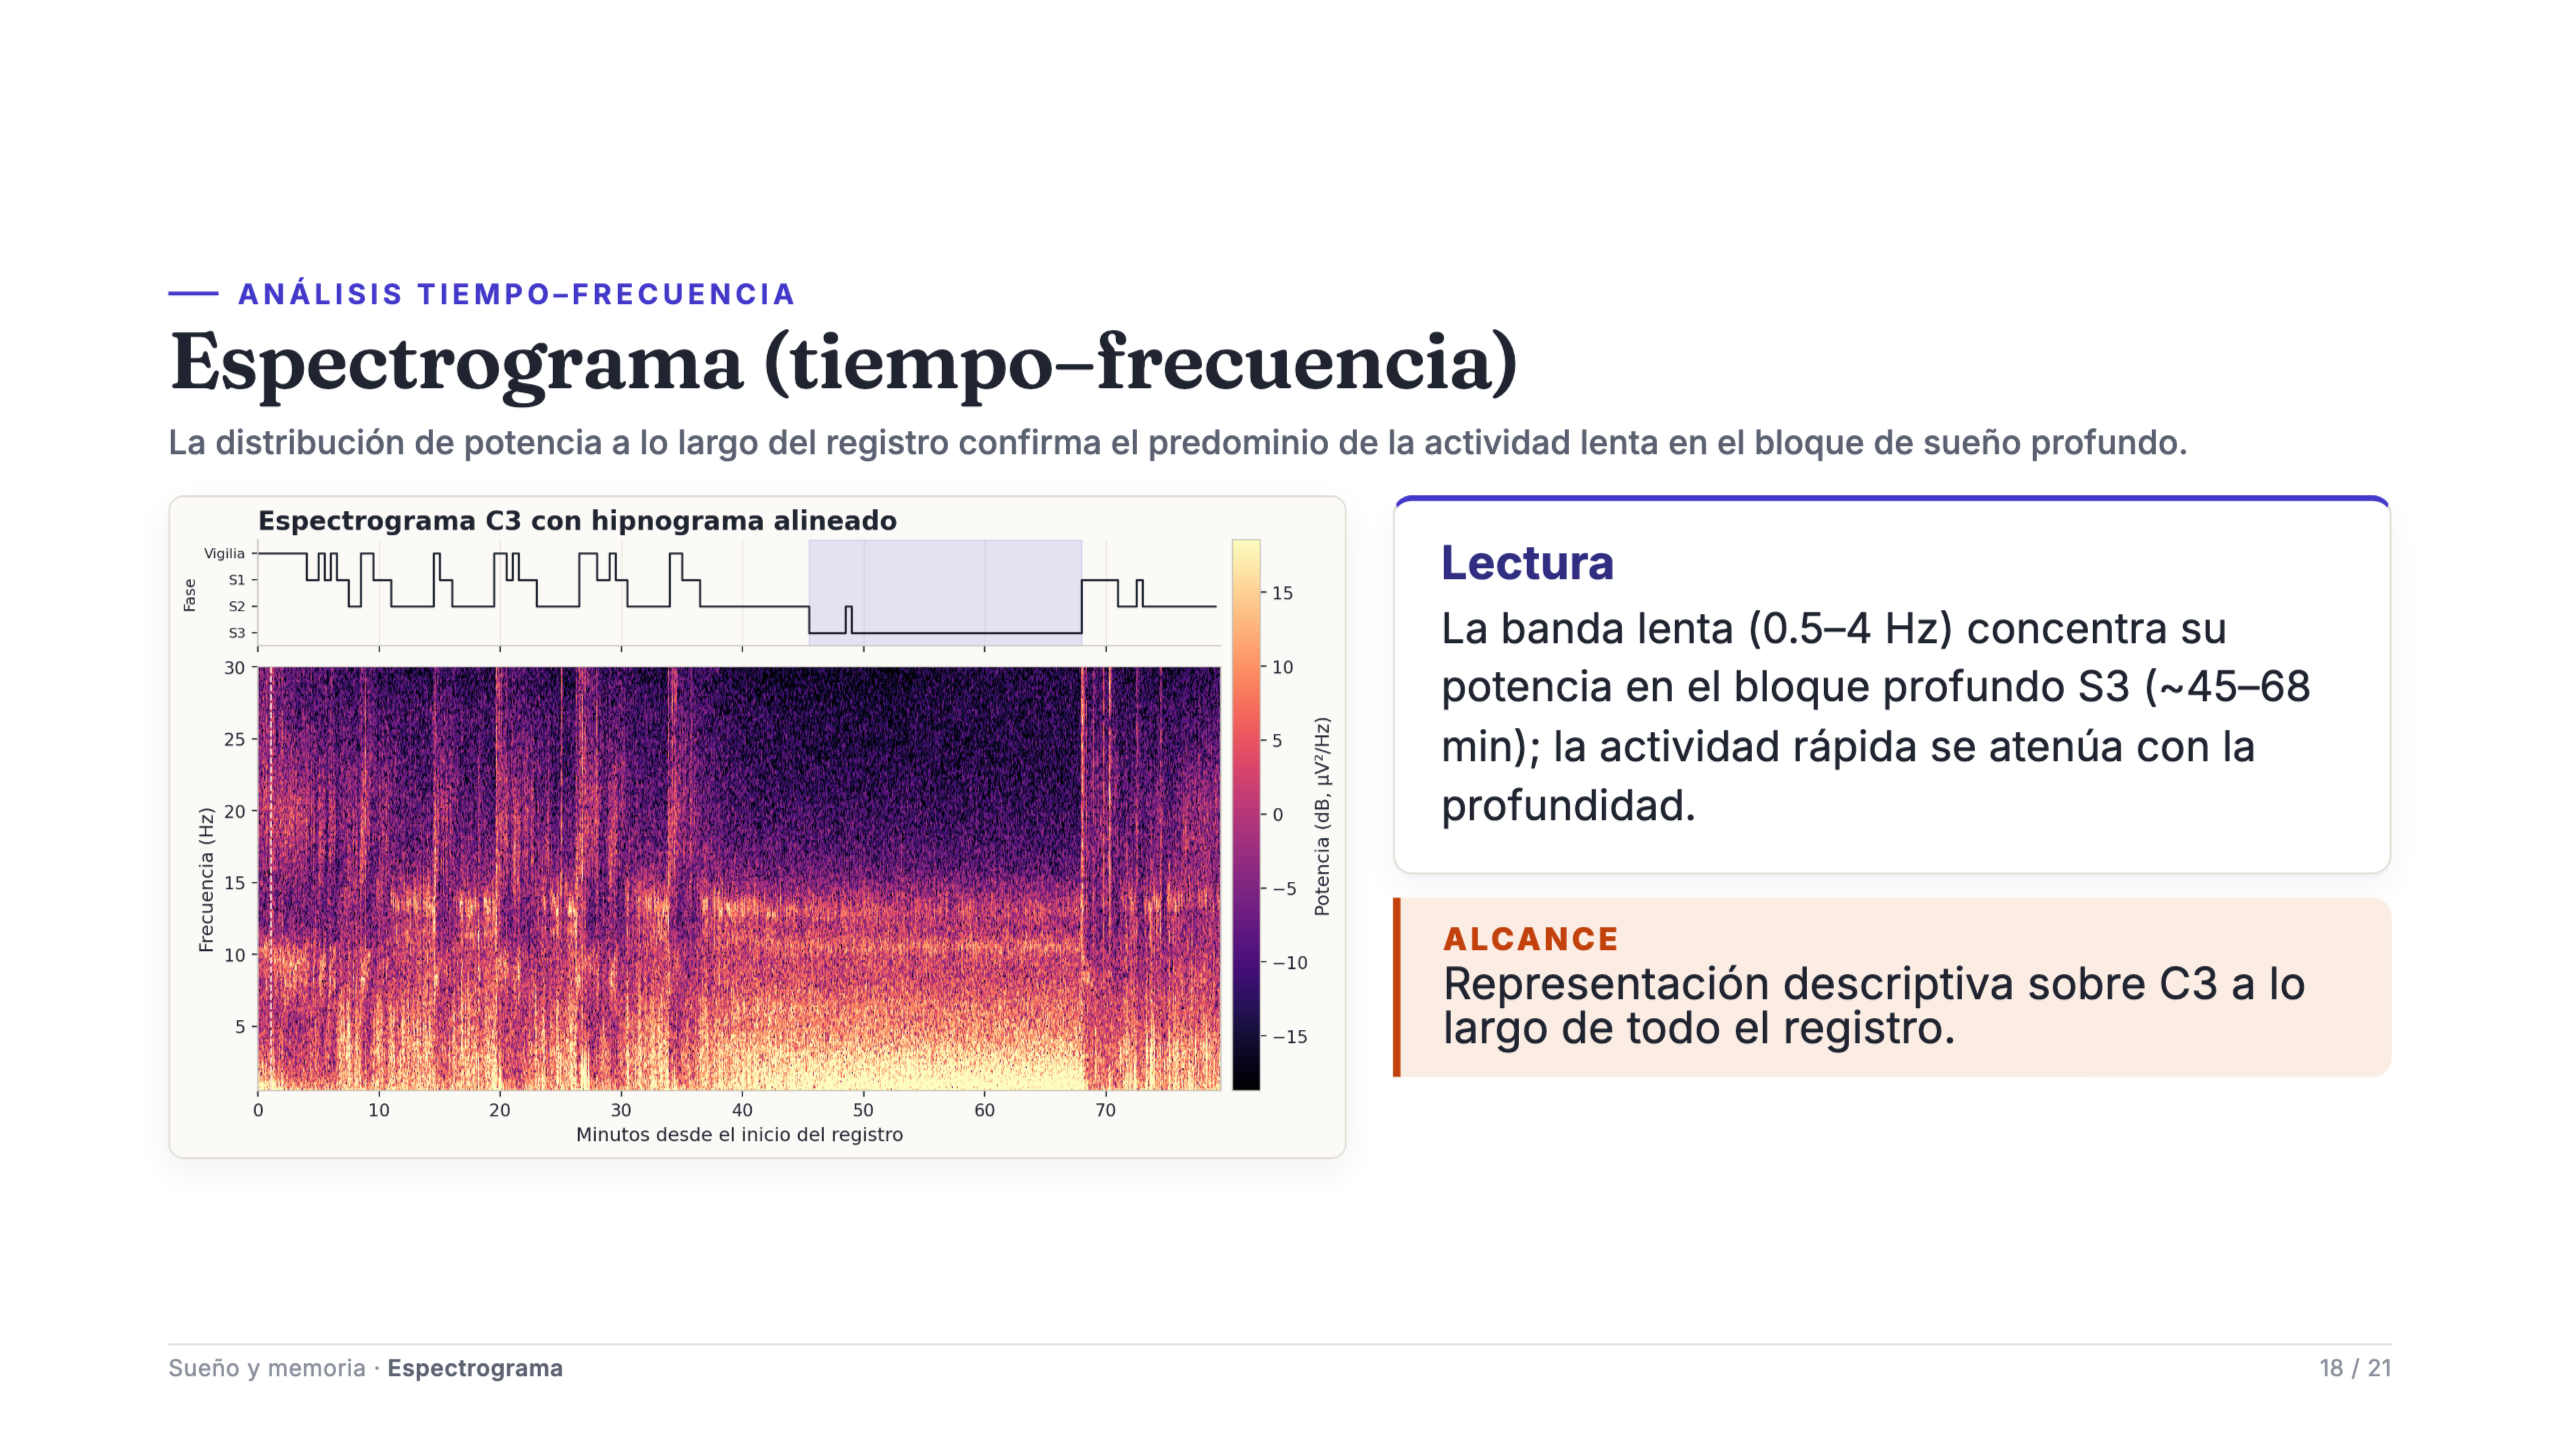 ANÁLISIS TIEMPO–FRECUENCIA
Espectrograma (tiempo–frecuencia)
La distribución de potencia a lo largo del registro confirma el predominio de la actividad lenta en el bloque de sueño profundo.
Espectrograma C3 con hipnograma alineado
Fase
Vigilia
S1
S2
S3
Frecuencia (Hz)
30
25
20
15
10
5
0
10
20
30
40
50
60
70
Minutos desde el inicio del registro
15
10
5
0
−5
−10
−15
Potencia (dB, µV²/Hz)
Lectura
La banda lenta (0.5–4 Hz) concentra su
potencia en el bloque profundo S3 (~45–68
min); la actividad rápida se atenúa con la
profundidad.
ALCANCE
Representación descriptiva sobre C3 a lo
largo de todo el registro.
Sueño y memoria · Espectrograma
18 / 21